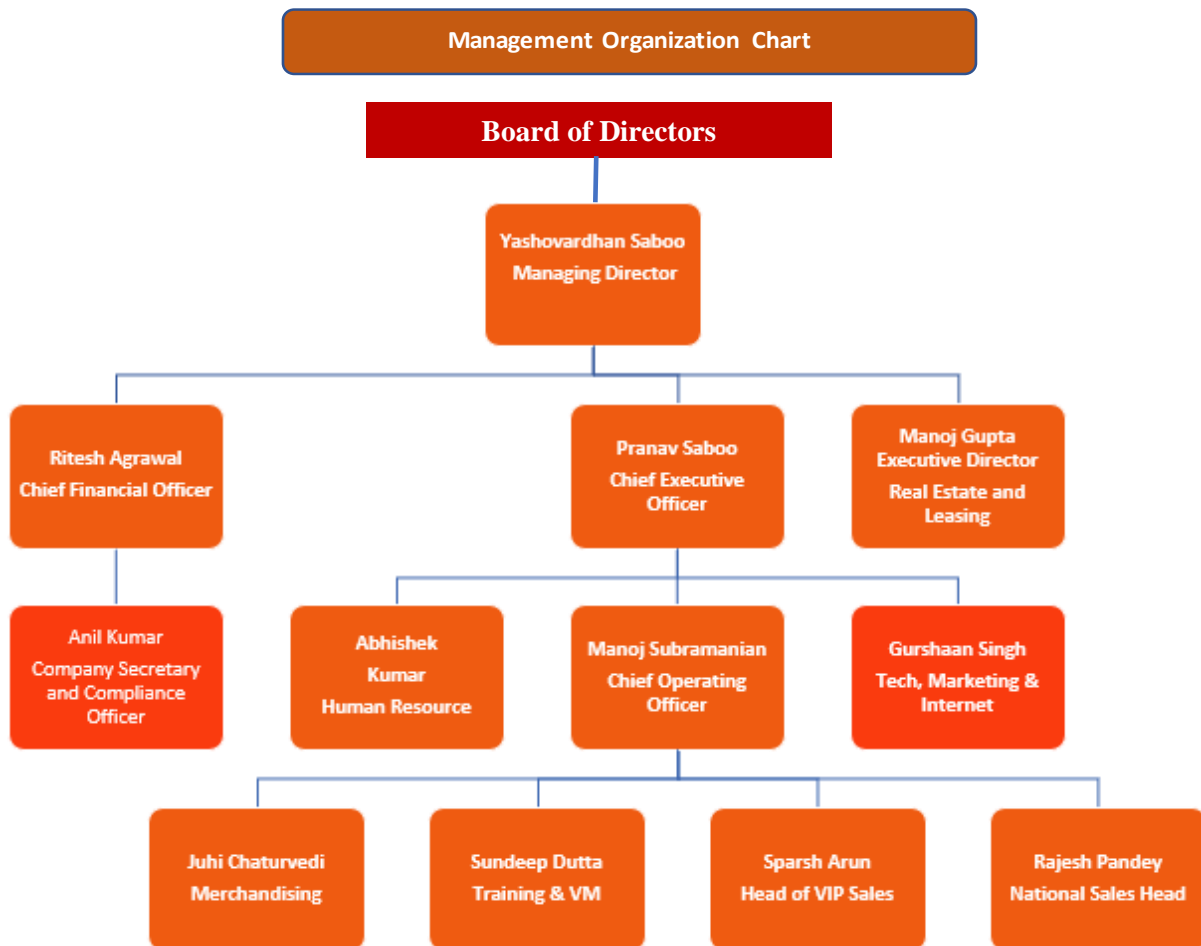 Management Organization Chart
Board of Directors
Yashovardhan Saboo
Managing Director
Ritesh Agrawal
Chief Financial Officer
Pranav Saboo
Chief Executive
Officer
Manoj Gupta
Executive Director
Real Estate and
Leasing
Anil Kumar
Company Secretary
and Compliance
Officer
Abhishek
Kumar
Human Resource
Manoj Subramanian
Chief Operating
Officer
Gurshaan Singh
Tech, Marketing &
Internet
Juhi Chaturvedi
Merchandising
Sundeep Dutta
Training & VM
Sparsh Arun
Head of VIP Sales
Rajesh Pandey
National Sales Head